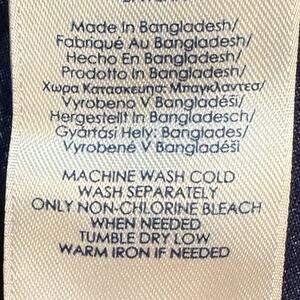 Made In Bangladesh/
Fabriqué Au Bangladesh/
Hecho En Bangladesh/
Prodotto In Bangladesh/
Χωρα Κατασκευησ: Μπαγκλαντεσ/
Vyrobeno V Bangladéši/
Hergestellt In Bangladesch/
Gyártási Hely: Banglades/
Vyrobené V Bangladéši
MACHINE WASH COLD
WASH SEPARATELY
ONLY NON-CHLORINE BLEACH
WHEN NEEDED
TUMBLE DRY LOW
WARM IRON IF NEEDED